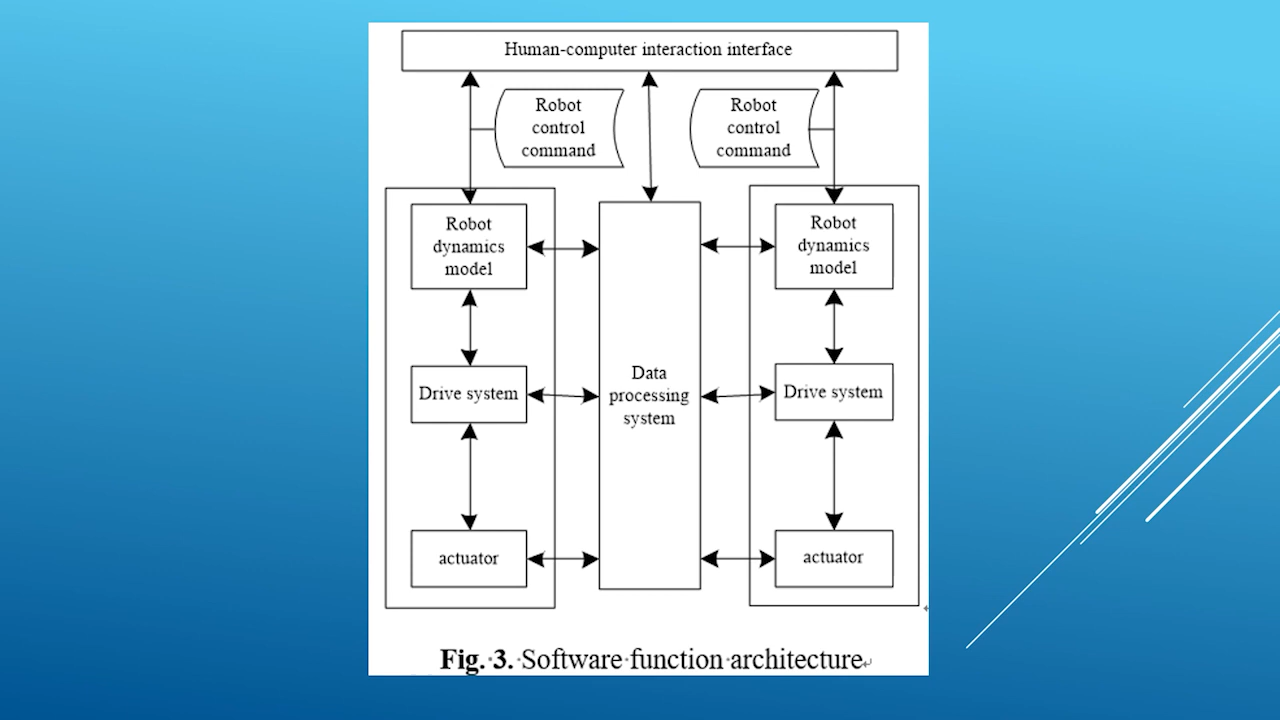 Human-computer interaction interface
Robot
control
command
Robot
control
command
Robot
dynamics
model
Robot
dynamics
model
Data
processing
system
Drive system
Drive system
actuator
actuator
Fig. 3. Software function architecture